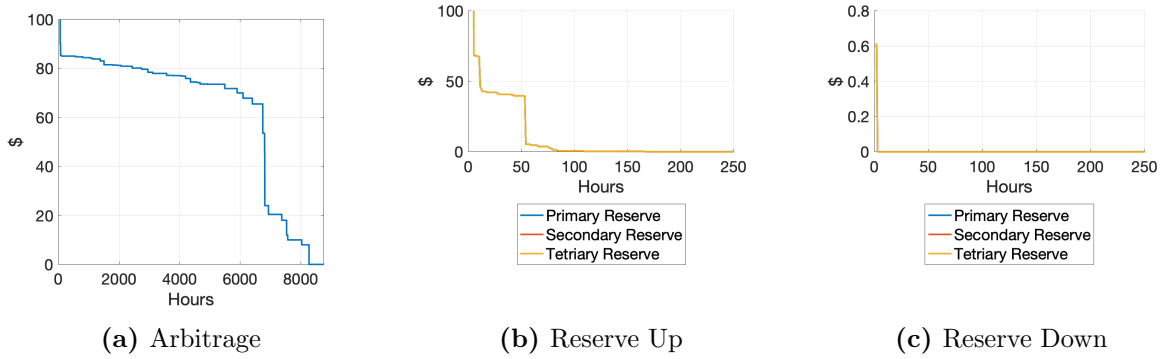 100
80
60
40
20
0
$
0 2000 4000 6000 8000
Hours
(a) Arbitrage
100
50
0
$
0 50 100 150 200 250
Hours
Primary Reserve
Secondary Reserve
Tetriary Reserve
(b) Reserve Up
0.8
0.6
0.4
0.2
0
$
0 50 100 150 200 250
Hours
Primary Reserve
Secondary Reserve
Tetriary Reserve
(c) Reserve Down